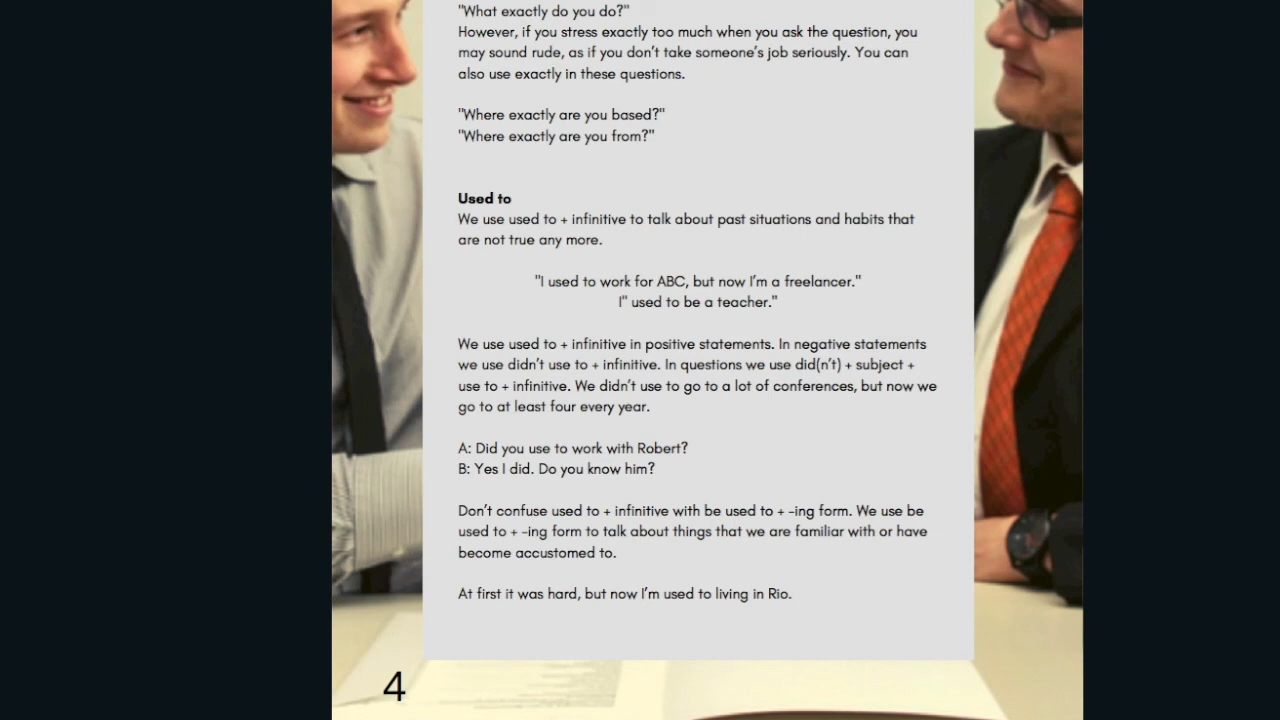 "What exactly do you do?"
However, if you stress exactly too much when you ask the question, you
may sound rude, as if you don't take someone's job seriously. You can
also use exactly in these questions.
"Where exactly are you based?"
"Where exactly are you from?"
Used to
We use used to + infinitive to talk about past situations and habits that
are not true any more.
"I used to work for ABC, but now I'm a freelancer."
I" used to be a teacher."
We use used to + infinitive in positive statements. In negative statements
we use didn't use to + infinitive. In questions we use did(n't) + subject +
use to + infinitive. We didn't use to go to a lot of conferences, but now we
go to at least four every year.
A: Did you use to work with Robert?
B: Yes I did. Do you know him?
Don't confuse used to + infinitive with be used to + -ing form. We use be
used to + -ing form to talk about things that we are familiar with or have
become accustomed to.
At first it was hard, but now I'm used to living in Rio.
4